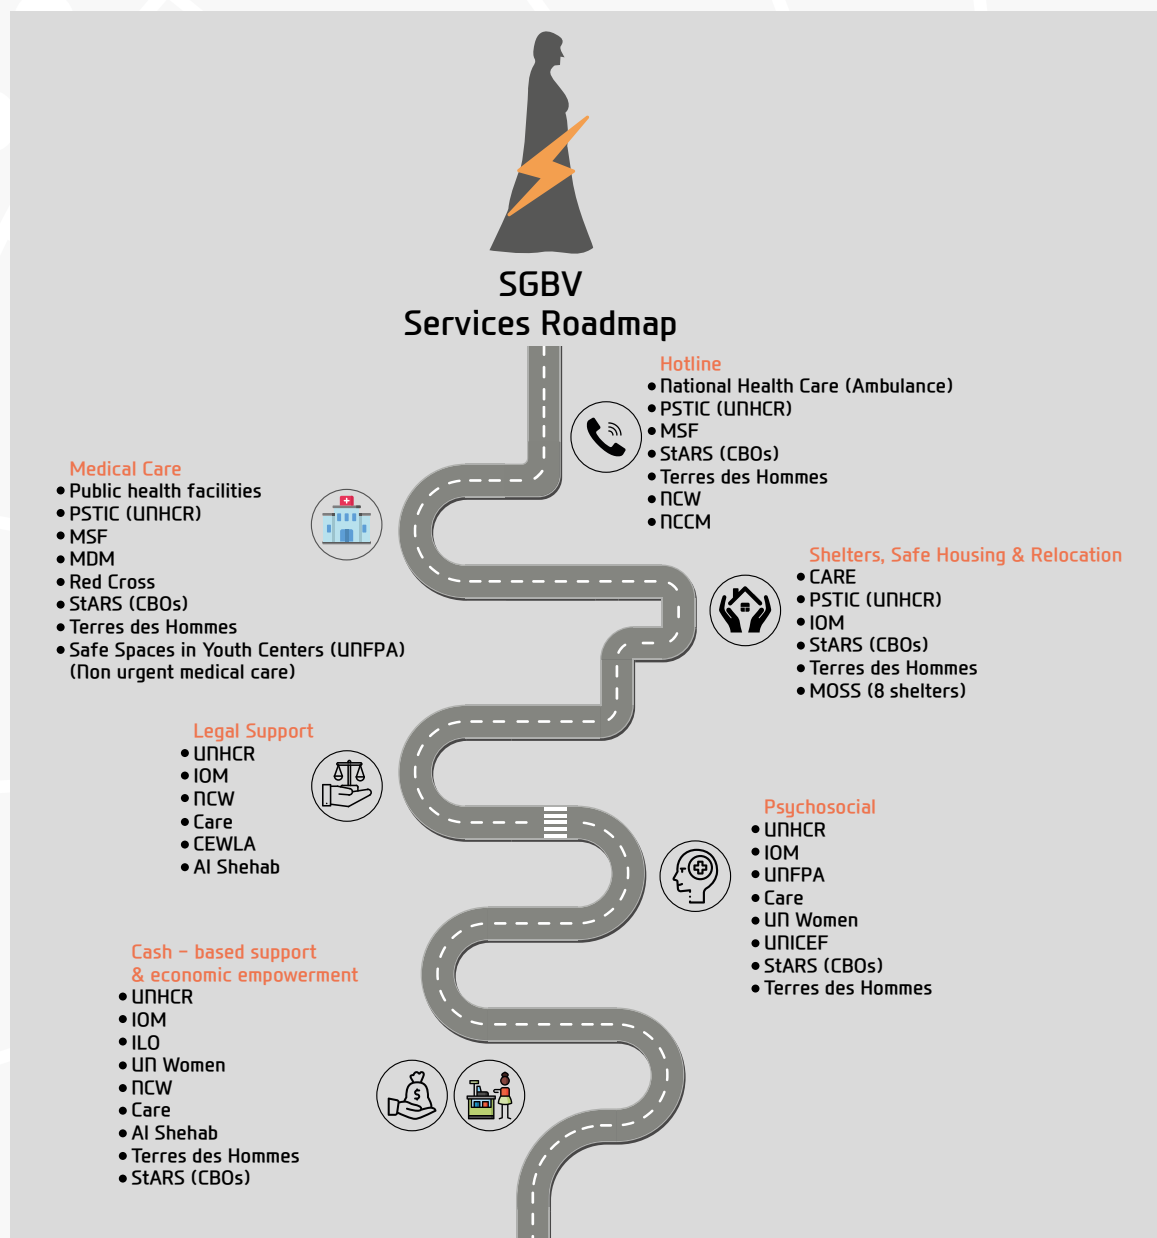 SGBV
Services Roadmap
Hotline
• National Health Care (Ambulance)
• PSTIC (UNHCR)
• MSF
• StARS (CBOs)
• Terres des Hommes
• NCW
• NCCM
Medical Care
• Public health facilities
• PSTIC (UNHCR)
• MSF
• MDM
• Red Cross
• StARS (CBOs)
• Terres des Hommes
• Safe Spaces in Youth Centers (UNFPA)
(Non urgent medical care)
Shelters, Safe Housing & Relocation
• CARE
• PSTIC (UNHCR)
• IOM
• StARS (CBOs)
• Terres des Hommes
• MOSS (8 shelters)
Legal Support
• UNHCR
• IOM
• NCW
• Care
• CEWLA
• Al Shehab
Psychosocial
• UNHCR
• IOM
• UNFPA
• Care
• UN Women
• UNICEF
• StARS (CBOs)
• Terres des Hommes
Cash – based support
& economic empowerment
• UNHCR
• IOM
• ILO
• UN Women
• NCW
• Care
• Al Shehab
• Terres des Hommes
• StARS (CBOs)
$